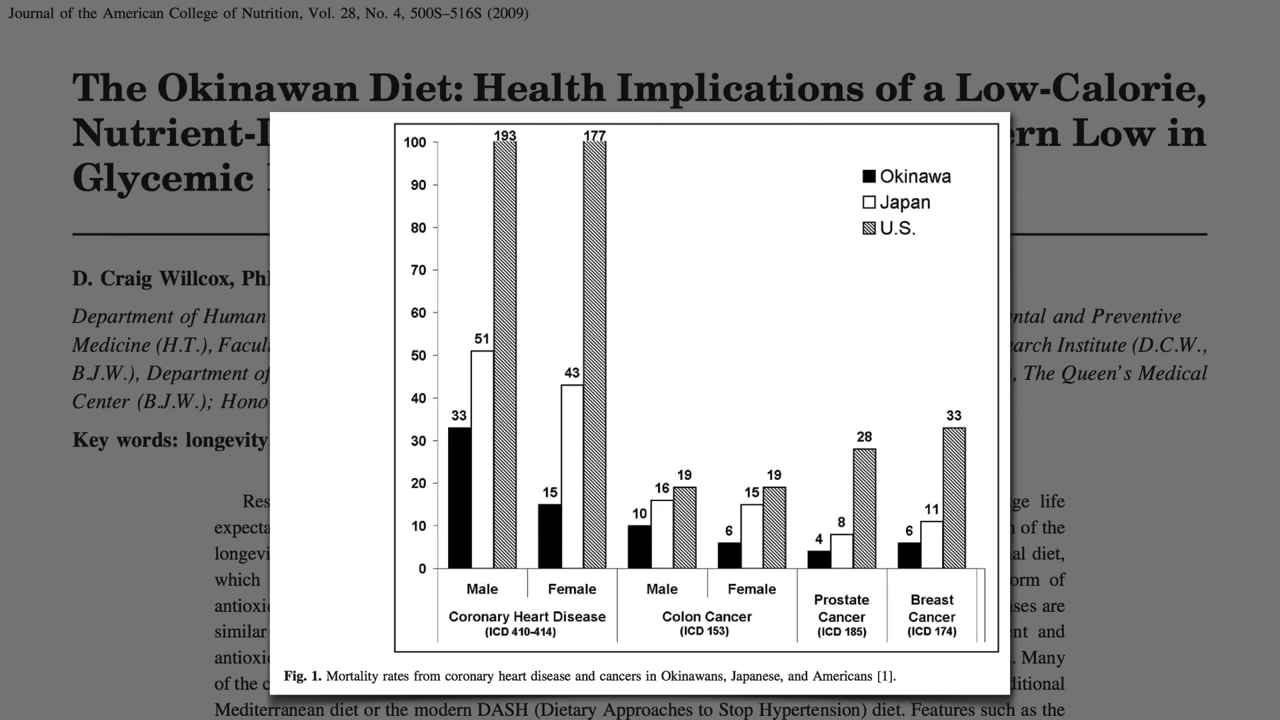 Journal of the American College of Nutrition, Vol. 28, No. 4, 500S–516S (2009)
The Okinawan Diet: Health Implications of a Low-Calorie,
Nutrient- ern Low in
Glycemic
D. Craig Willcox, Ph
Department of Human ntal and Preventive
Medicine (H.T.), Facul earch Institute (D.C.W.,
B.J.W.), Department of , The Queen's Medical
Center (B.J.W.); Hono
Key words: longevity
Res ge life
expecta n of the
longevi al diet,
which orm of
antioxi ses are
similar nt and
antioxi . Many
of the ditional
Mediterranean diet or the modern DASH (Dietary Approaches to Stop Hypertension) diet. Features such as the
193 177
100
90
80
70
60
50
40
30
20
10
0
Okinawa
Japan
U.S.
33 51
15 43
10 16 19
6 15 19
4 8 28
6 11 33
Male Female Male Female
Coronary Heart Disease
(ICD 410-414)
Colon Cancer
(ICD 153)
Prostate
Cancer
(ICD 185)
Breast
Cancer
(ICD 174)
Fig. 1. Mortality rates from coronary heart disease and cancers in Okinawans, Japanese, and Americans [1].